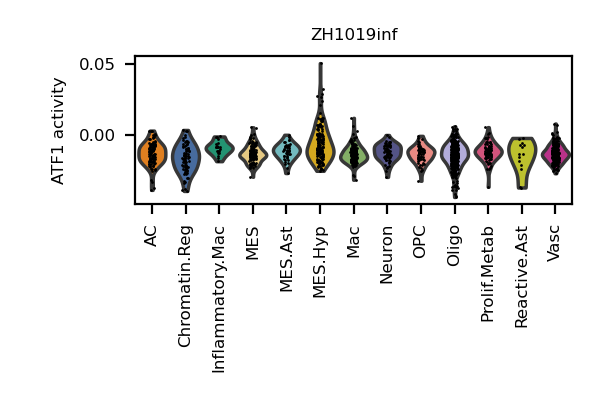 ZH1019inf
ATF1 activity
0.05
0.00
AC
Chromatin.Reg
Inflammatory.Mac
MES
MES.Ast
MES.Hyp
Mac
Neuron
OPC
Oligo
Prolif.Metab
Reactive.Ast
Vasc